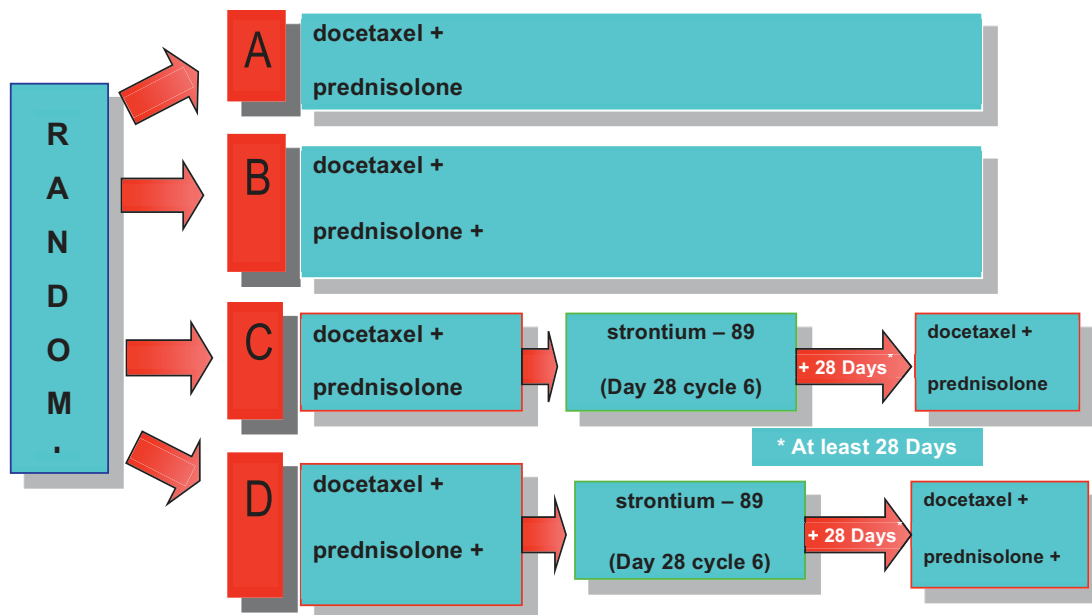 RANDOM.
A
docetaxel +
prednisolone
B
docetaxel +
prednisolone +
C
docetaxel +
prednisolone
strontium – 89
(Day 28 cycle 6)
+ 28 Days*
docetaxel +
prednisolone
* At least 28 Days
D
docetaxel +
prednisolone +
strontium – 89
(Day 28 cycle 6)
+ 28 Days*
docetaxel +
prednisolone +